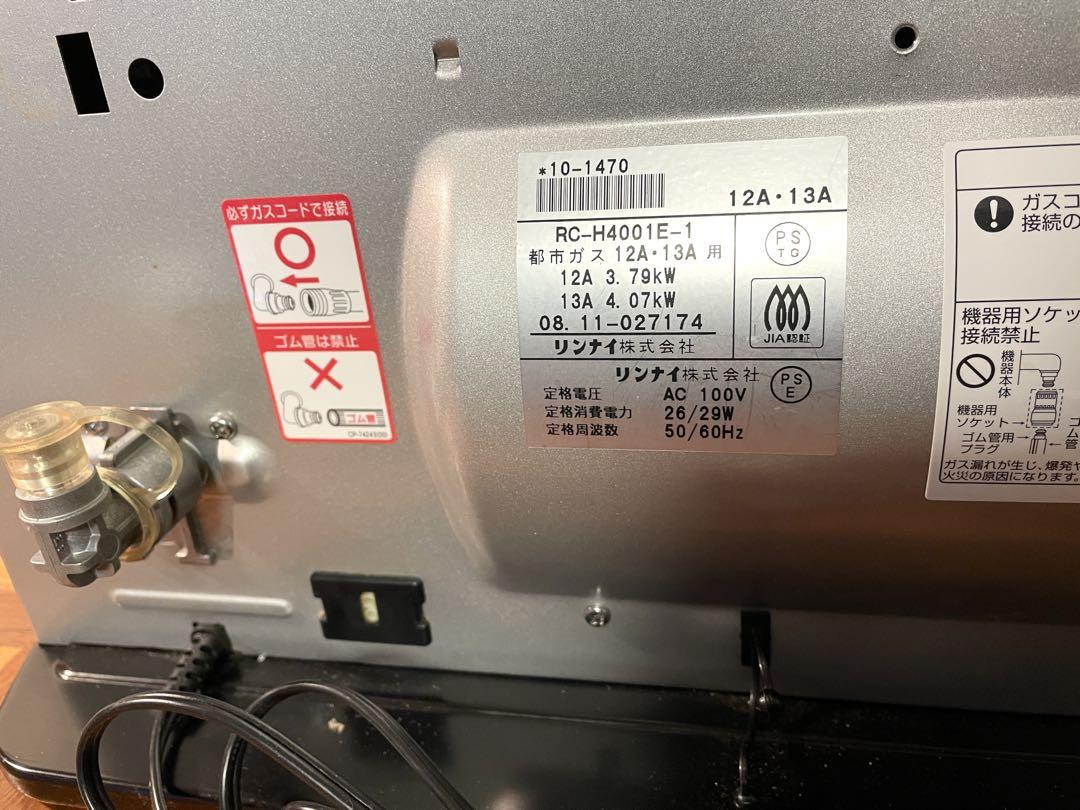 必ずガスコードで接続
ゴム管は禁止
ゴム管
*10-1470
12A・13A
RC-H4001E-1
都市ガス 12A・13A 用
12A 3.79kW
13A 4.07kW
08.11-027174
リンナイ株式会社
PS
TG
JIA認証
リンナイ株式会社
定格電圧 AC 100V
定格消費電力 26/29W
定格周波数 50/60Hz
PS
E
ガスコ
接続の
機器用ソケッ
接続禁止
機器本体
機器用
ソケット
ゴム管用
プラグ
ゴム管
ガス漏れが生じ、爆発や
火災の原因になります。